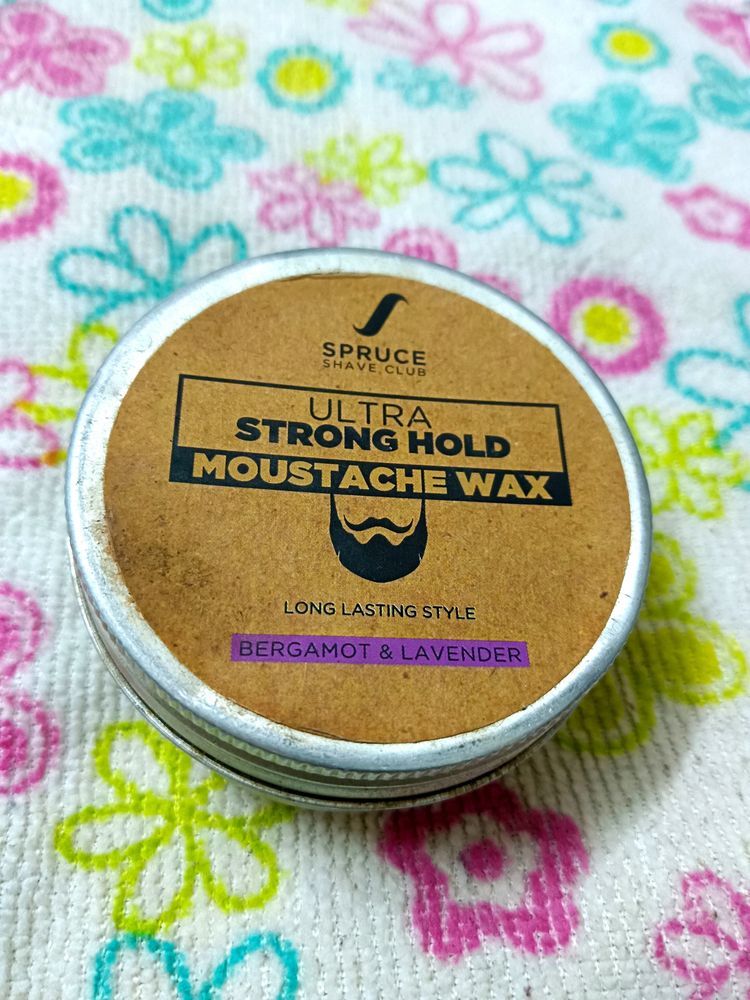 SPRUCE
SHAVE CLUB
ULTRA
STRONG HOLD
MOUSTACHE WAX
LONG LASTING STYLE
BERGAMOT & LAVENDER